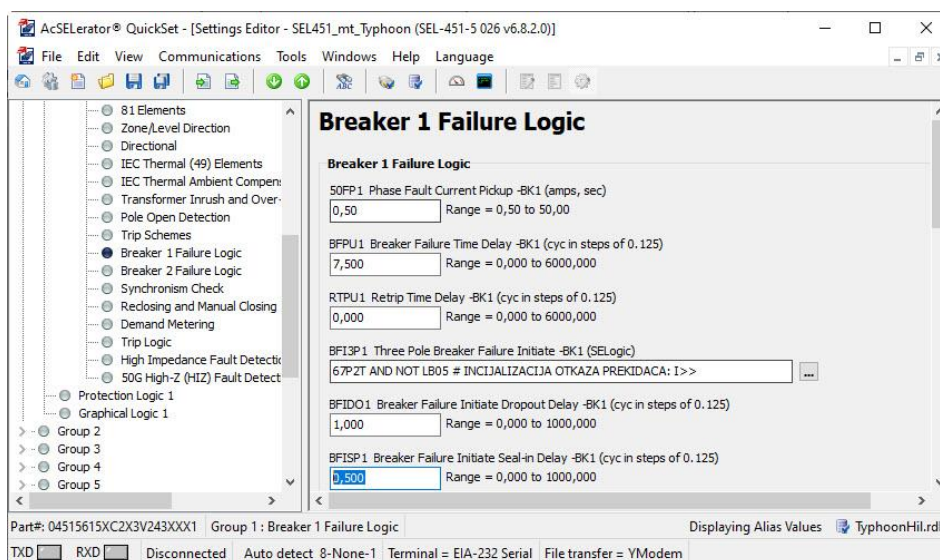 AcSELerator® QuickSet - [Settings Editor - SEL451_mt_Typhoon (SEL-451-5 026 v6.8.2.0)]
File Edit View Communications Tools Windows Help Language
81 Elements
Zone/Level Direction
Directional
IEC Thermal (49) Elements
IEC Thermal Ambient Compens
Transformer Inrush and Over-
Pole Open Detection
Trip Schemes
Breaker 1 Failure Logic
Breaker 2 Failure Logic
Synchronism Check
Reclosing and Manual Closing
Demand Metering
Trip Logic
High Impedance Fault Detectio
50G High-Z (HIZ) Fault Detect
Protection Logic 1
Graphical Logic 1
Group 2
Group 3
Group 4
Group 5
Breaker 1 Failure Logic
Breaker 1 Failure Logic
50FP1 Phase Fault Current Pickup -BK1 (amps, sec)
0,50 Range = 0,50 to 50,00
BFPU1 Breaker Failure Time Delay -BK1 (cyc in steps of 0.125)
7,500 Range = 0,000 to 6000,000
RTPU1 Retrip Time Delay -BK1 (cyc in steps of 0.125)
0,000 Range = 0,000 to 6000,000
BFI3P1 Three Pole Breaker Failure Initiate -BK1 (SELogic)
67P2T AND NOT LB05 # INCIJALIZACIJA OTKAZA PREKIDACA: I>> ...
BFIDO1 Breaker Failure Initiate Dropout Delay -BK1 (cyc in steps of 0.125)
1,000 Range = 0,000 to 1000,000
BFISP1 Breaker Failure Initiate Seal-in Delay -BK1 (cyc in steps of 0.125)
0,500 Range = 0,000 to 1000,000
Part#: 04515615XC2X3V243XXX1 Group 1 : Breaker 1 Failure Logic Displaying Alias Values TyphoonHil.rd
TXD RXD Disconnected Auto detect 8-None-1 Terminal = EIA-232 Serial File transfer = YModem